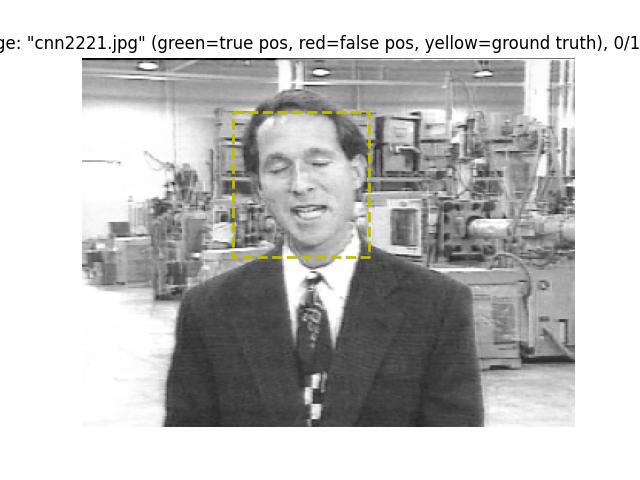 ge: "cnn2221.jpg" (green=true pos, red=false pos, yellow=ground truth), 0/1